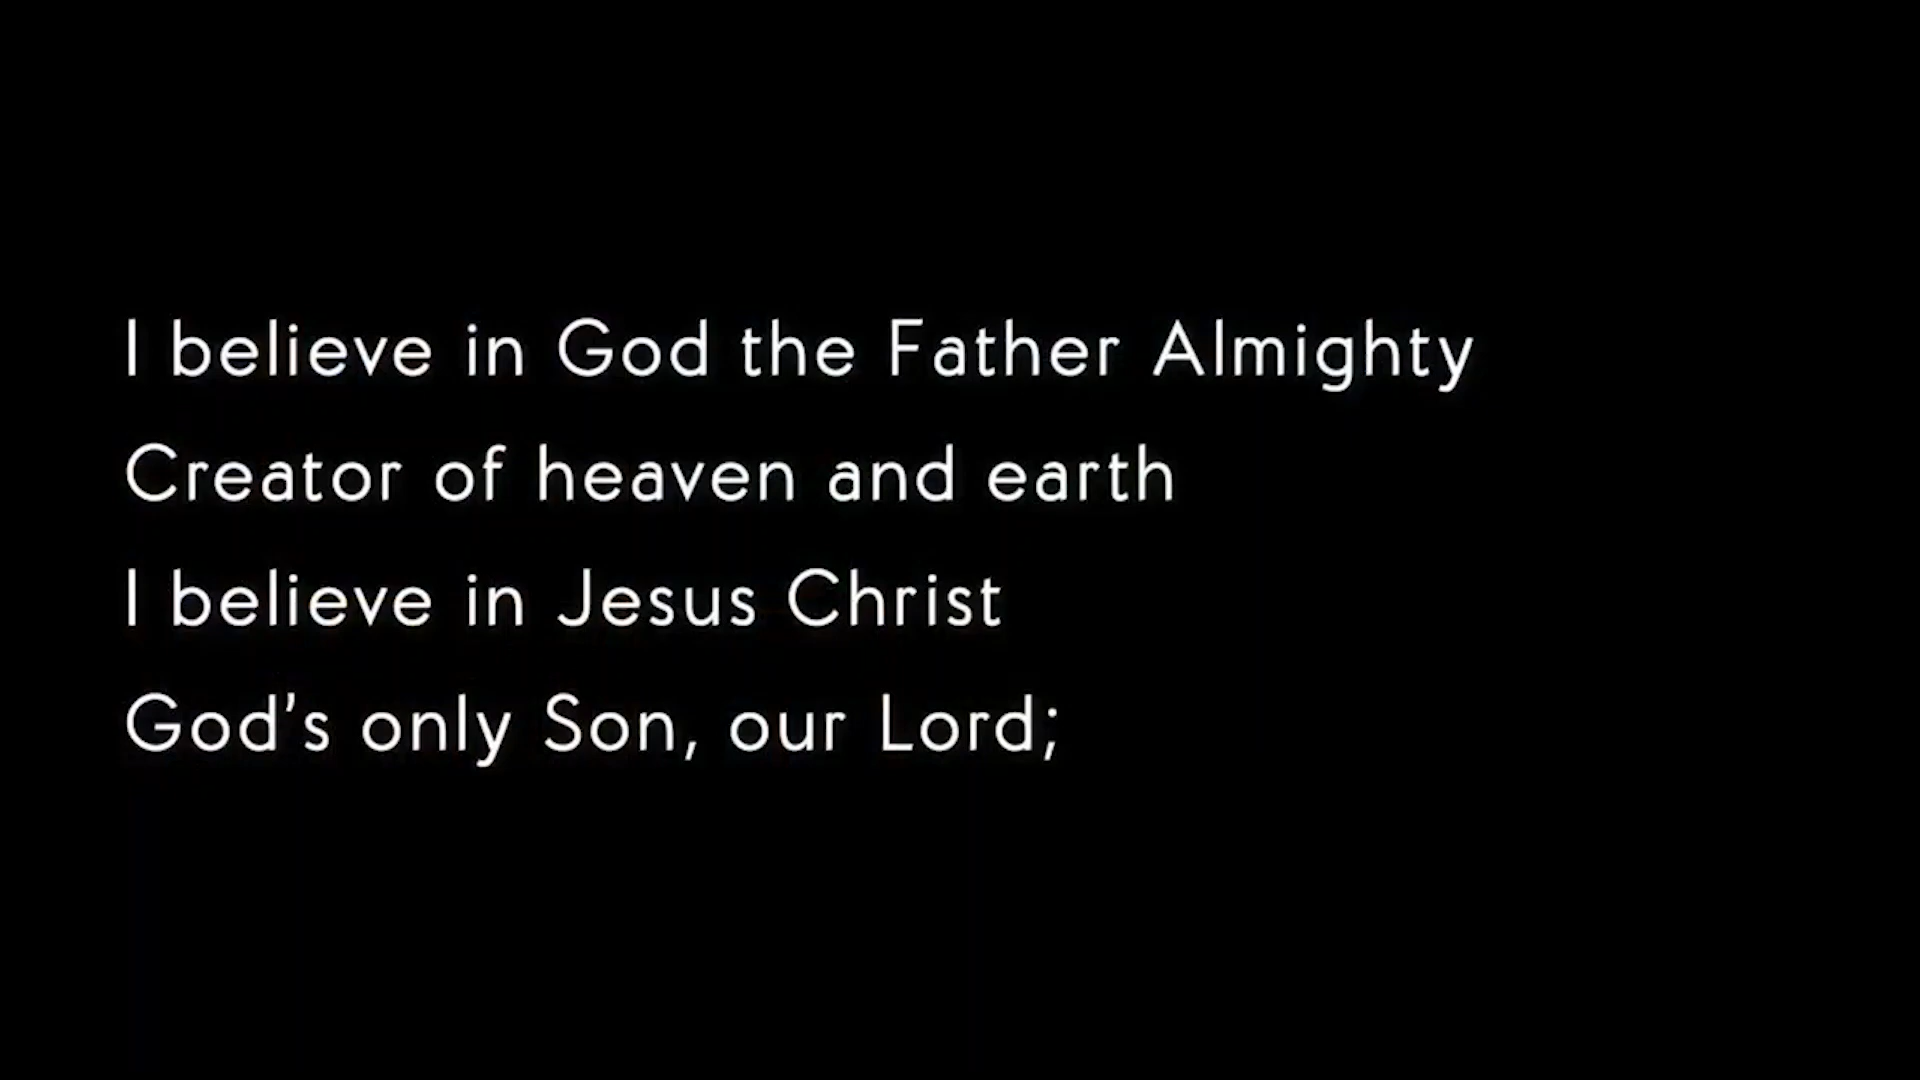 I believe in God the Father Almighty
Creator of heaven and earth
I believe in Jesus Christ
God’s only Son, our Lord;